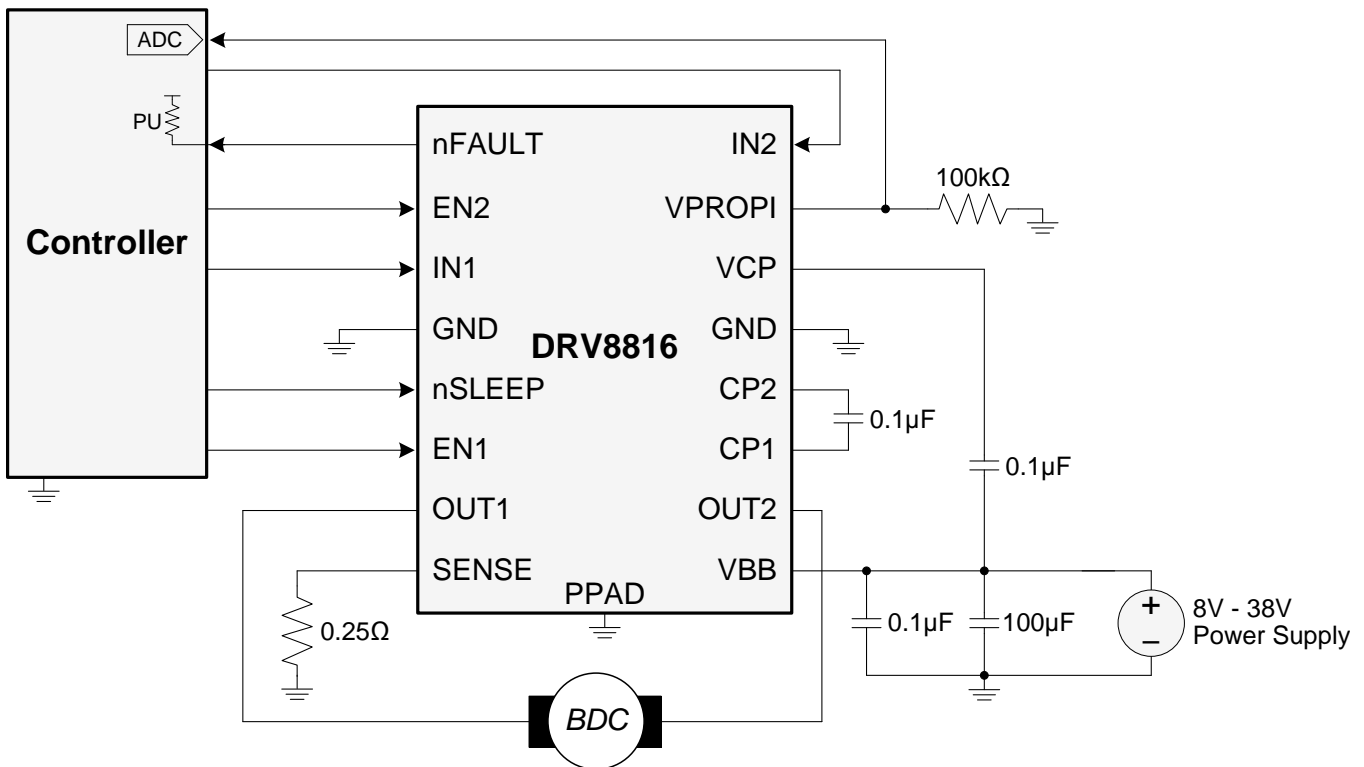 ADC
PU
Controller
nFAULT
IN2
EN2
VPROPI
100kΩ
IN1
VCP
GND
DRV8816
GND
nSLEEP
CP2
0.1µF
EN1
CP1
0.1µF
OUT1
OUT2
SENSE
PPAD
VBB
0.25Ω
0.1µF
100µF
+
−
8V - 38V
Power Supply
BDC